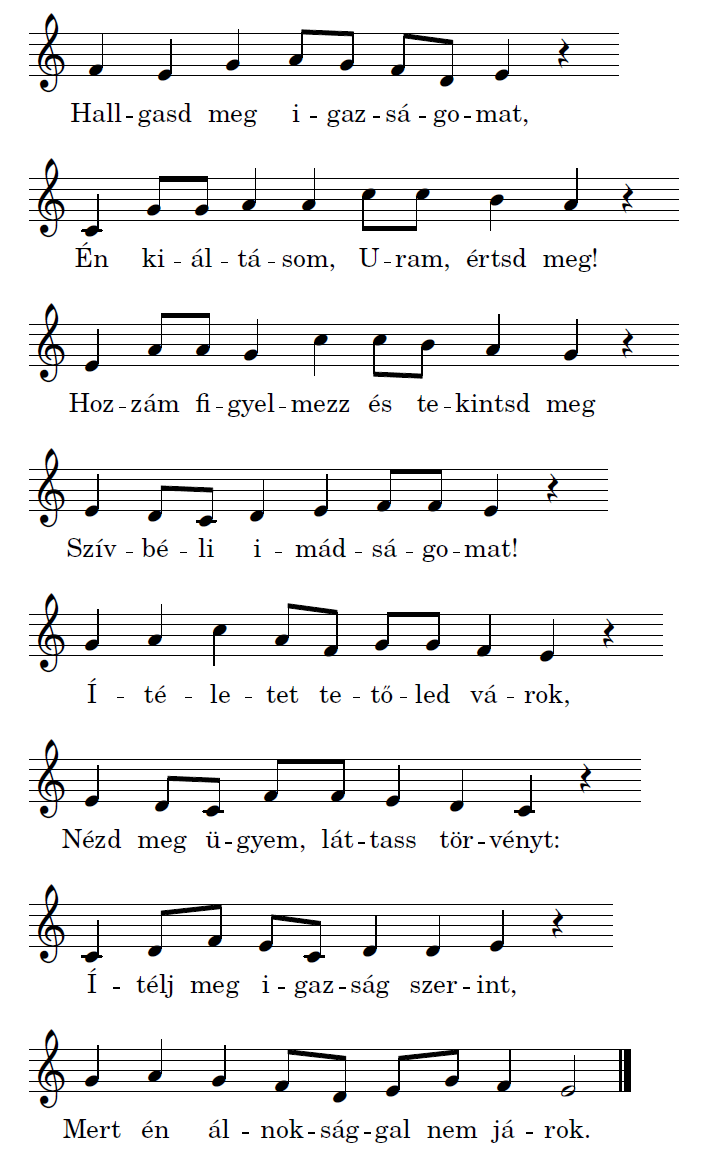 Hall-gasd meg i-gaz-sá-go-mat,
Én ki-ál-tá-som, U-ram, értsd meg!
Hoz-zám fi-gyel-mezz és te-kintsd meg
Szív-bé-li i-mád-sá-go-mat!
Í-té-le-tet te-tő-led vá-rok,
Nézd meg ü-gyem, lát-tass tör-vényt:
Í-télj meg i-gaz-ság szer-int,
Mert én ál-nok-ság-gal nem já-rok.